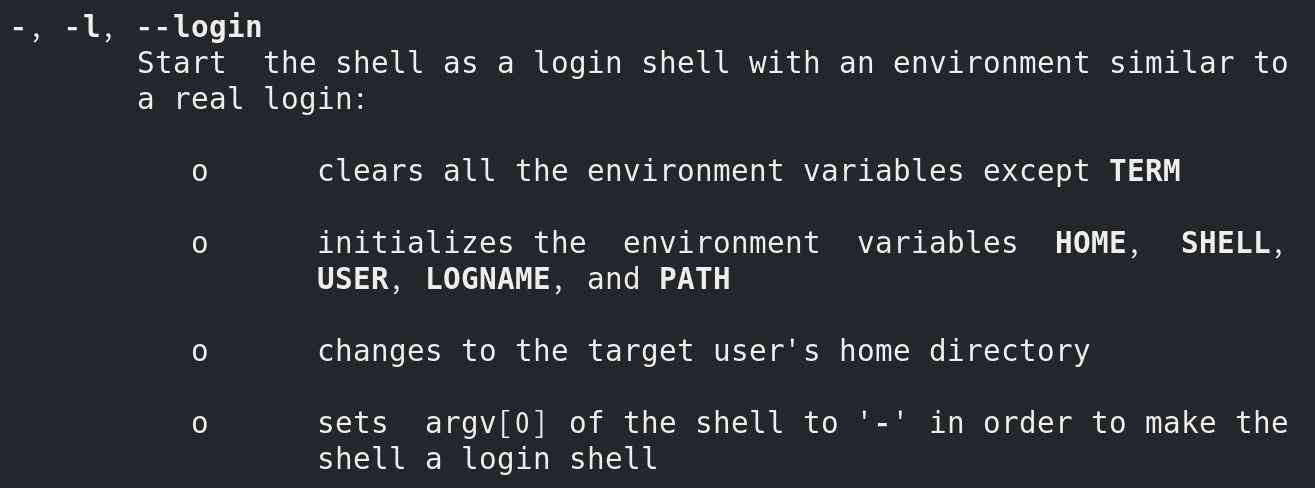 -, -l, --login
Start  the shell as a login shell with an environment similar to
a real login:
o      clears all the environment variables except TERM
o      initializes the  environment  variables  HOME,  SHELL,
USER, LOGNAME, and PATH
o      changes to the target user's home directory
o      sets  argv[0] of the shell to '-' in order to make the
shell a login shell